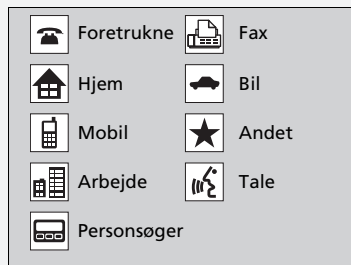 Foretrukne Fax
Hjem Bil
Mobil Andet
Arbejde Tale
Personsøger